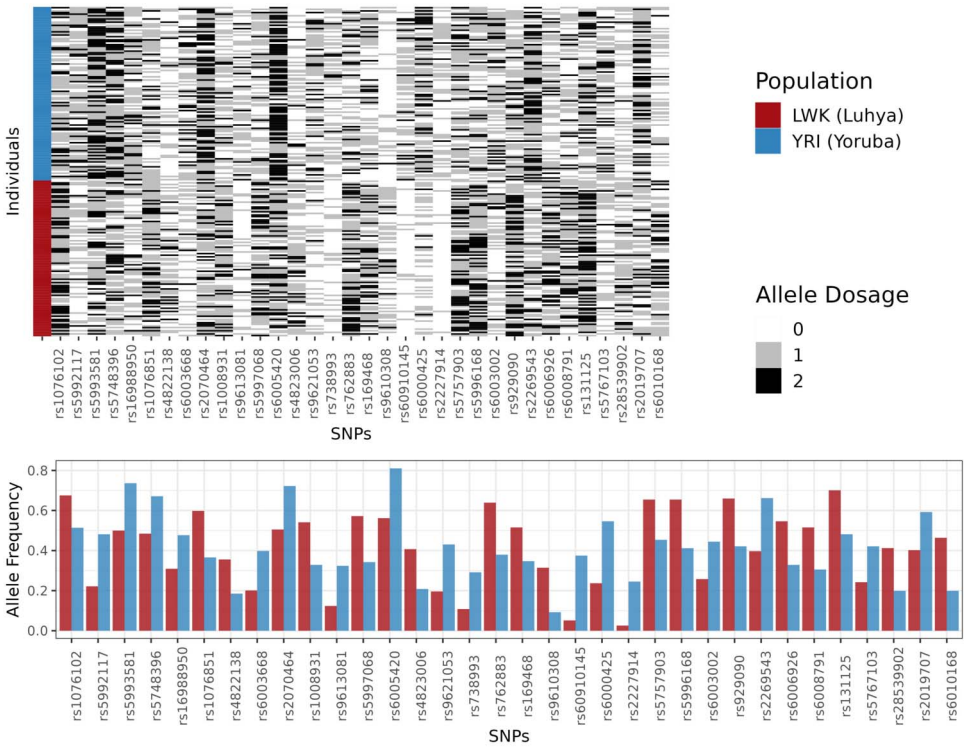 Individuals
rs1076102
rs5992117
rs5993581
rs5748396
rs16988950
rs1076851
rs4822138
rs6003668
rs2070464
rs1008931
rs9613081
rs5997068
rs6005420
rs4823006
rs9621053
rs738993
rs762883
rs169468
rs9610308
rs60910145
rs6000425
rs2227914
rs5757903
rs5996168
rs6003002
rs929090
rs2269543
rs6006926
rs6008791
rs131125
rs5767103
rs28539902
rs2019707
rs6010168
SNPs
Population
LWK (Luhya)
YRI (Yoruba)
Allele Dosage
0
1
2
Allele Frequency
0.8
0.6
0.4
0.2
0.0
rs1076102
rs5992117
rs5993581
rs5748396
rs16988950
rs1076851
rs4822138
rs6003668
rs2070464
rs1008931
rs9613081
rs5997068
rs6005420
rs4823006
rs9621053
rs738993
rs762883
rs169468
rs9610308
rs60910145
rs6000425
rs2227914
rs5757903
rs5996168
rs6003002
rs929090
rs2269543
rs6006926
rs6008791
rs131125
rs5767103
rs28539902
rs2019707
rs6010168
SNPs